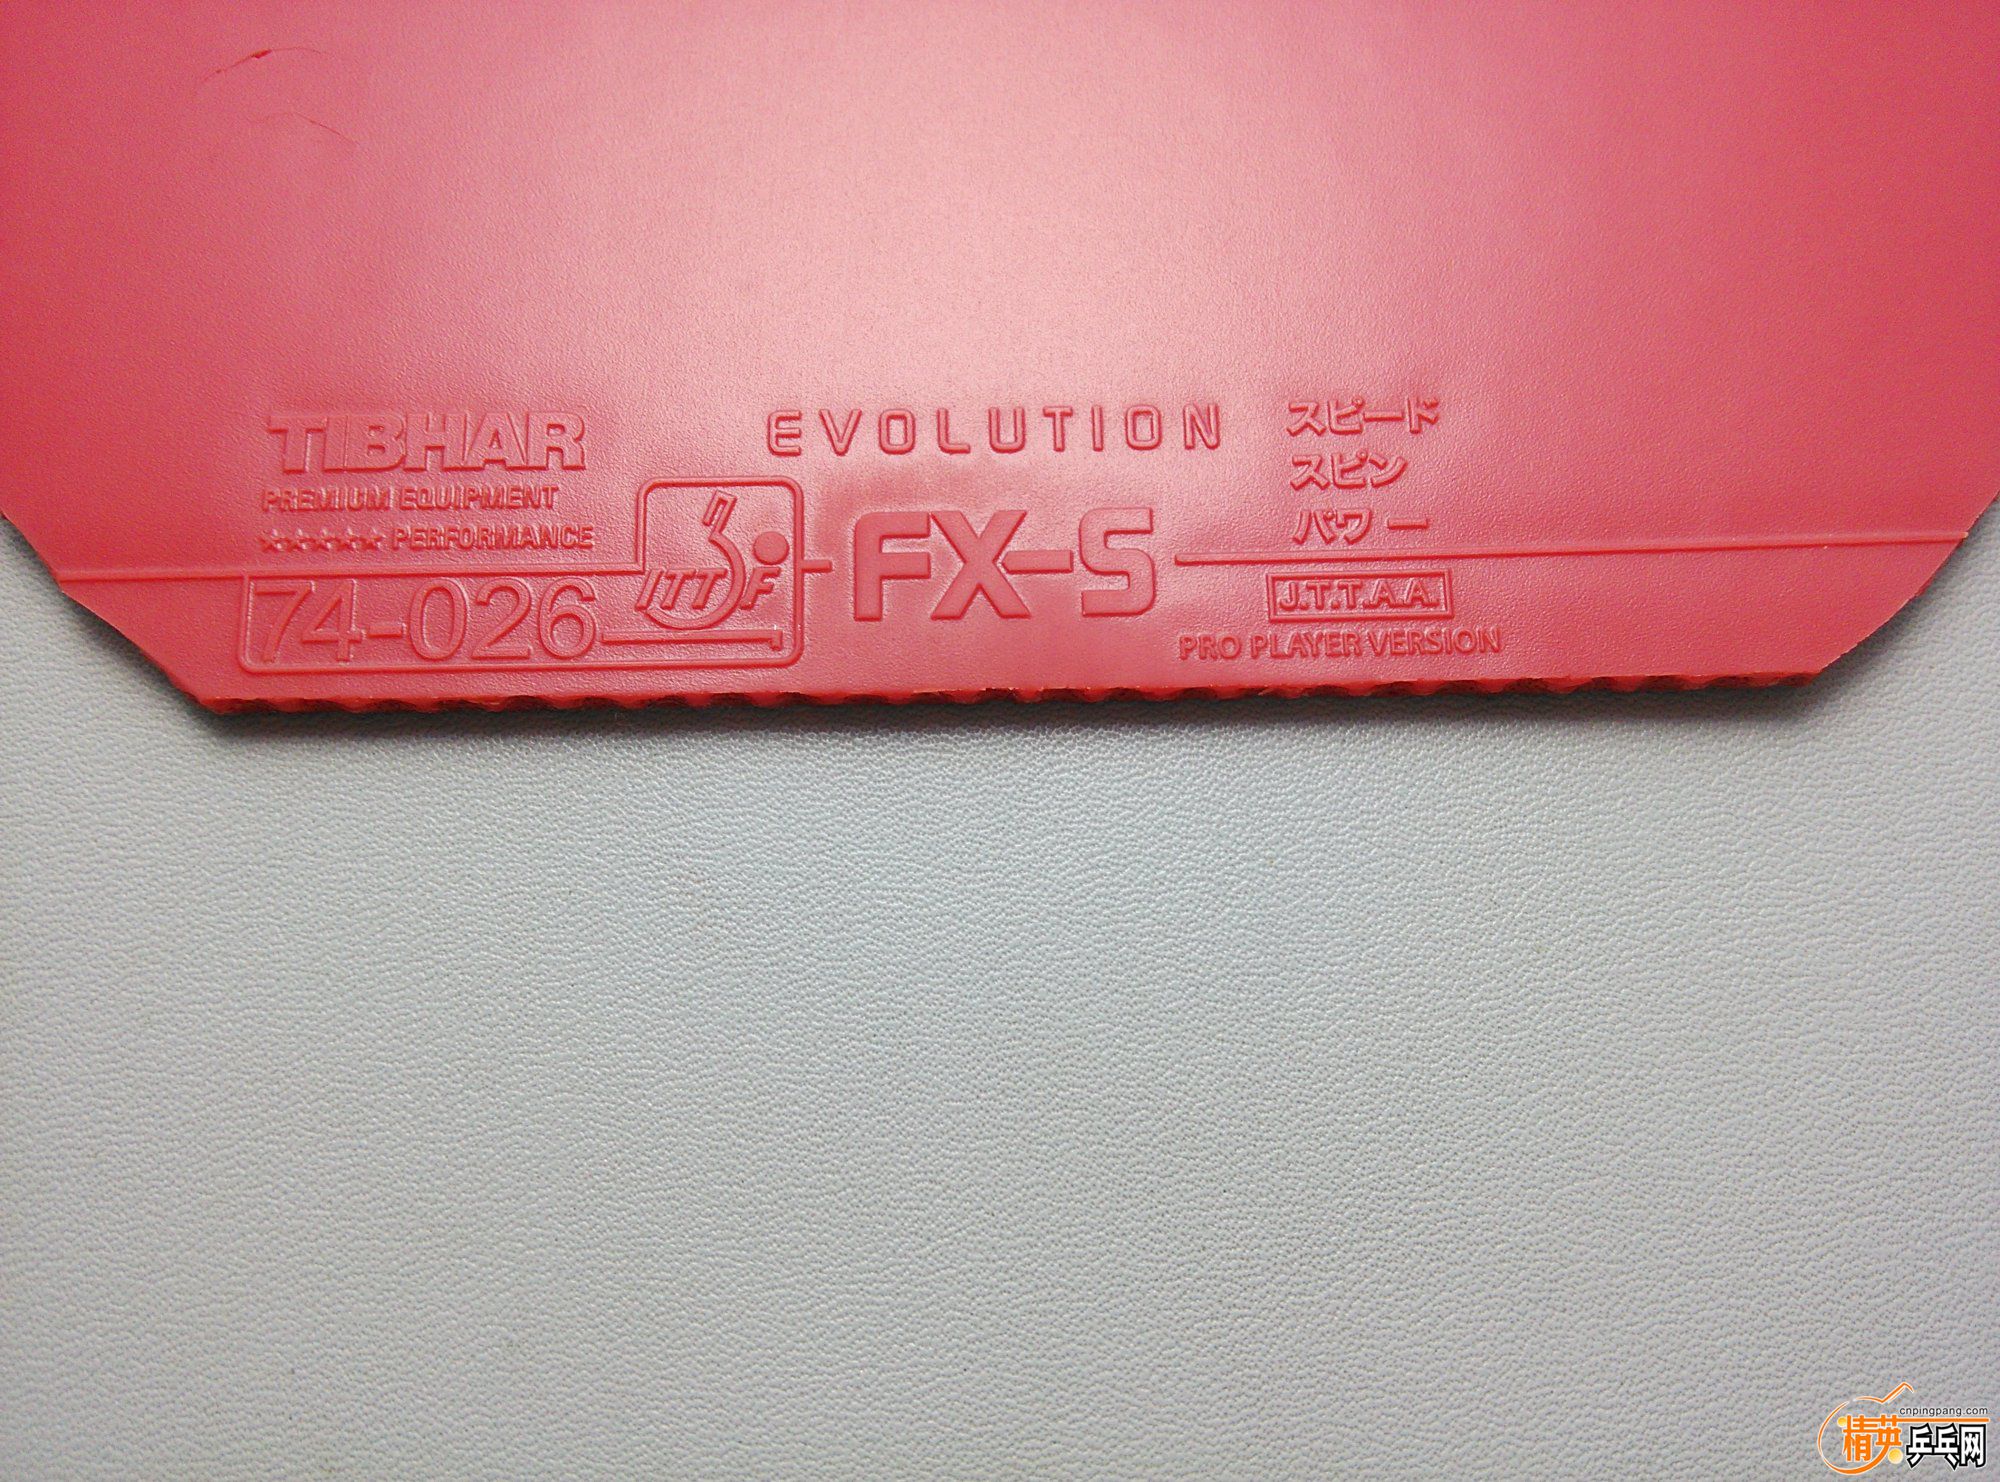 TIBHAR
PREMIUM EQUIPMENT
☆☆☆☆☆ PERFORMANCE
74-026
ITTF
EVOLUTION
FX-S
スピード
スピン
パワー
J.T.T.A.A.
PRO PLAYER VERSION
cnpingpang.com
精英乒乓网